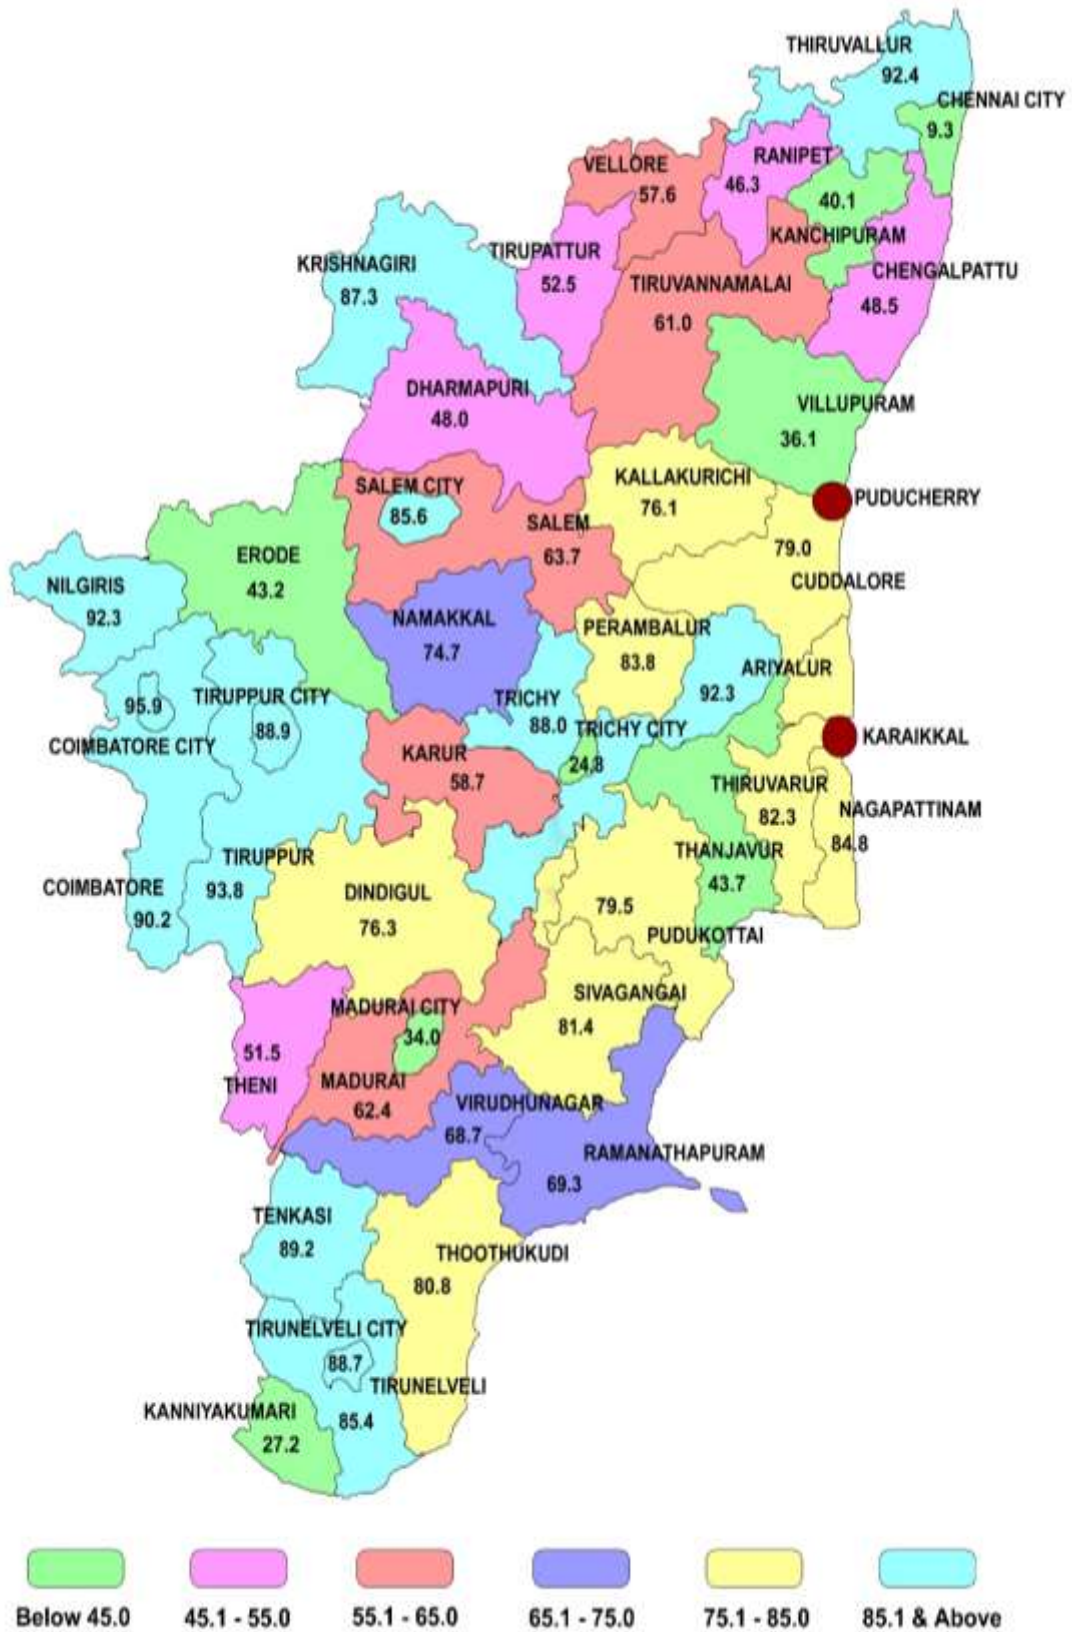 THIRUVALLUR
92.4
CHENNAI CITY
9.3
RANIPET
46.3
VELLORE
57.6
40.1
KANCHIPURAM
CHENGALPATTU
48.5
TIRUPATTUR
52.5
KRISHNAGIRI
87.3
TIRUVANNAMALAI
61.0
DHARMAPURI
48.0
VILLUPURAM
36.1
KALLAKURICHI
76.1
SALEM CITY
85.6
PUDUCHERRY
SALEM
63.7
79.0
CUDDALORE
ERODE
43.2
NILGIRIS
92.3
NAMAKKAL
74.7
PERAMBALUR
83.8
ARIYALUR
92.3
TIRUPPUR CITY
88.9
95.9
COIMBATORE CITY
TRICHY
88.0
TRICHY CITY
24.8
KARAIKKAL
KARUR
58.7
THIRUVARUR
82.3
NAGAPATTINAM
84.8
THANJAVUR
43.7
TIRUPPUR
93.8
COIMBATORE
90.2
DINDIGUL
76.3
79.5
PUDUKOTTAI
SIVAGANGAI
81.4
MADURAI CITY
34.0
51.5
THENI
MADURAI
62.4
VIRUDHUNAGAR
68.7
RAMANATHAPURAM
69.3
TENKASI
89.2
THOOTHUKUDI
80.8
TIRUNELVELI CITY
88.7
TIRUNELVELI
85.4
KANNIYAKUMARI
27.2
Below 45.0
45.1 - 55.0
55.1 - 65.0
65.1 - 75.0
75.1 - 85.0
85.1 & Above